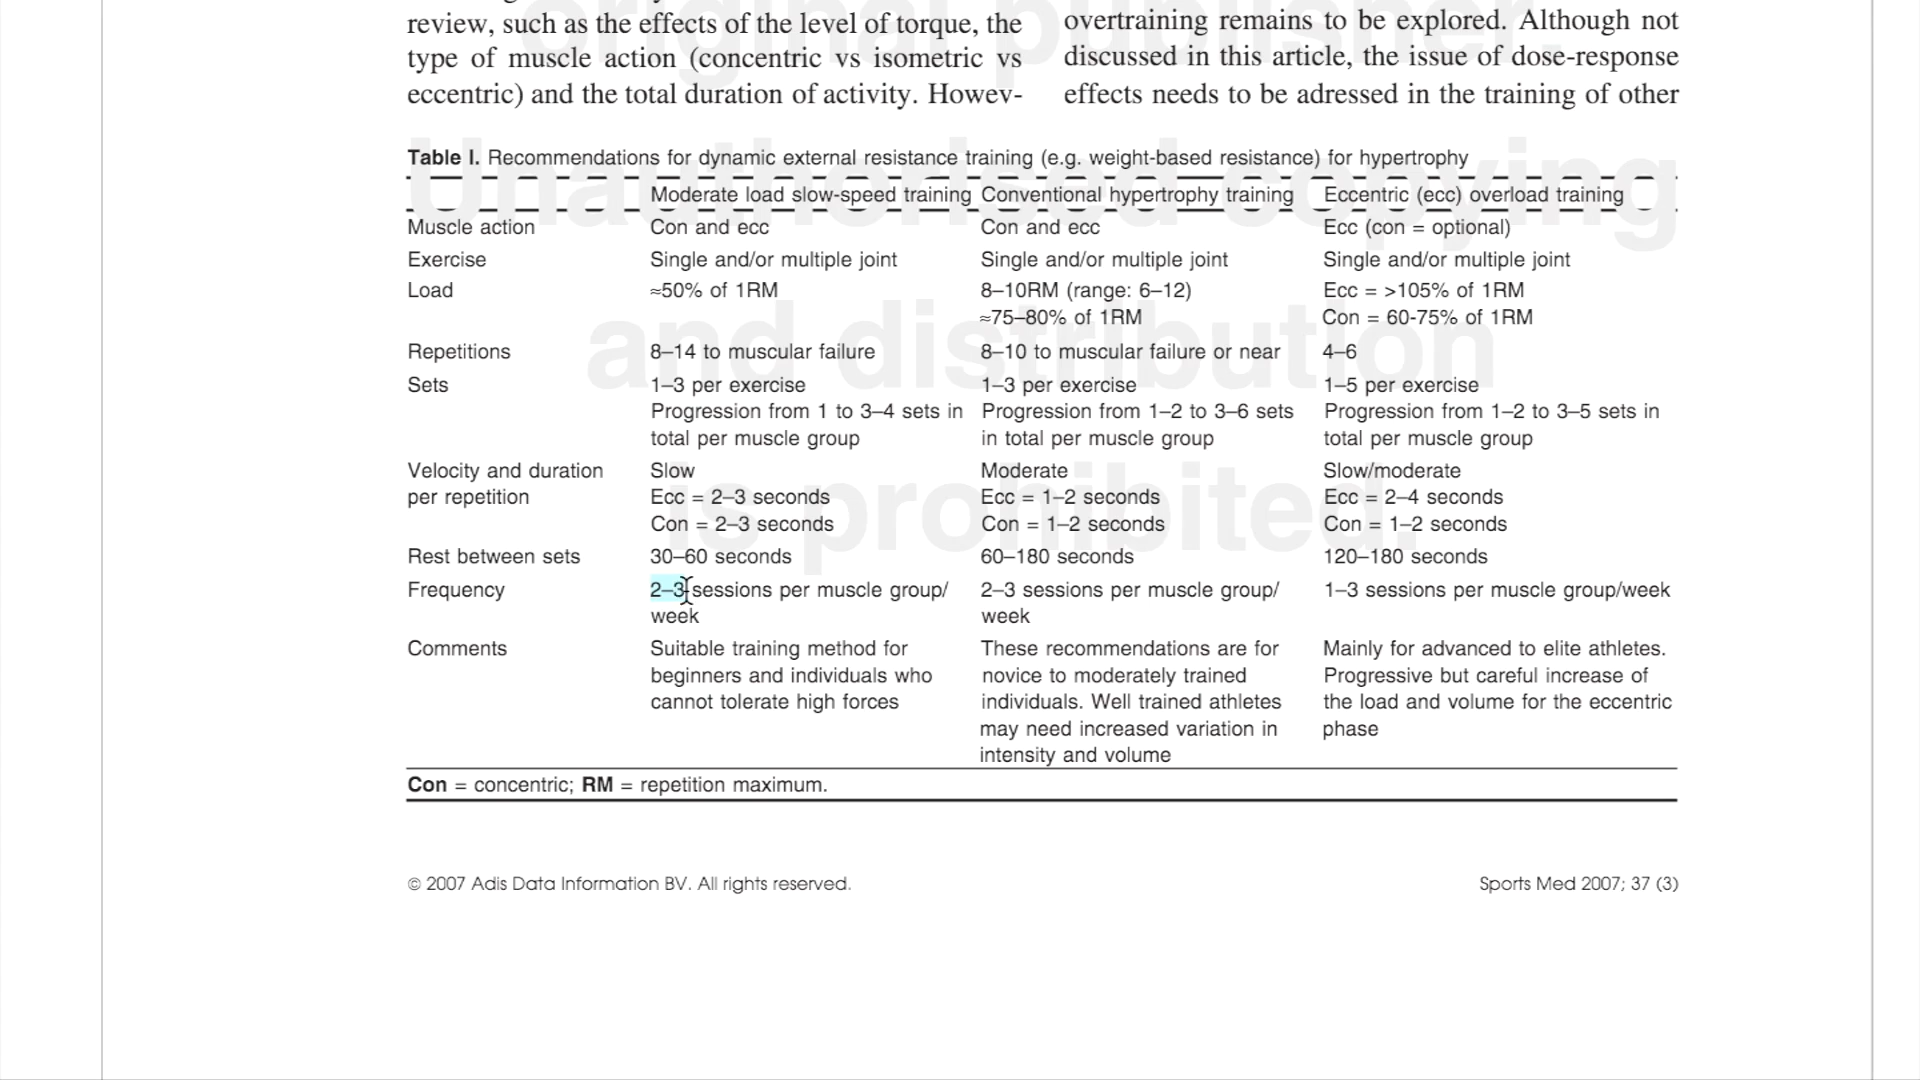 review, such as the effects of the level of torque, the
type of muscle action (concentric vs isometric vs
eccentric) and the total duration of activity. Howev-
overtraining remains to be explored. Although not
discussed in this article, the issue of dose-response
effects needs to be adressed in the training of other
Table I. Recommendations for dynamic external resistance training (e.g. weight-based resistance) for hypertrophy
Moderate load slow-speed training Conventional hypertrophy training Eccentric (ecc) overload training
Muscle action Con and ecc Con and ecc Ecc (con = optional)
Exercise Single and/or multiple joint Single and/or multiple joint Single and/or multiple joint
Load ≈50% of 1RM 8–10RM (range: 6–12) Ecc = >105% of 1RM
≈75–80% of 1RM Con = 60-75% of 1RM
Repetitions 8–14 to muscular failure 8–10 to muscular failure or near 4–6
Sets 1–3 per exercise 1–3 per exercise 1–5 per exercise
Progression from 1 to 3–4 sets in Progression from 1–2 to 3–6 sets Progression from 1–2 to 3–5 sets in
total per muscle group in total per muscle group total per muscle group
Velocity and duration Slow Moderate Slow/moderate
per repetition Ecc = 2–3 seconds Ecc = 1–2 seconds Ecc = 2–4 seconds
Con = 2–3 seconds Con = 1–2 seconds Con = 1–2 seconds
Rest between sets 30–60 seconds 60–180 seconds 120–180 seconds
Frequency 2–3 sessions per muscle group/ 2–3 sessions per muscle group/ 1–3 sessions per muscle group/week
week week
Comments Suitable training method for These recommendations are for Mainly for advanced to elite athletes.
beginners and individuals who novice to moderately trained Progressive but careful increase of
cannot tolerate high forces individuals. Well trained athletes the load and volume for the eccentric
may need increased variation in phase
intensity and volume
Con = concentric; RM = repetition maximum.
© 2007 Adis Data Information BV. All rights reserved. Sports Med 2007; 37 (3)
original publisher.
Unauthorised copying
and distribution
is prohibited.